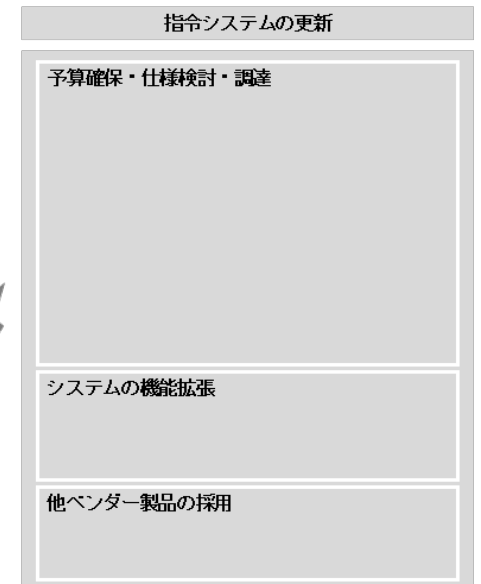 指令システムの更新
予算確保・仕様検討・調達
システムの機能拡張
他ベンダー製品の採用